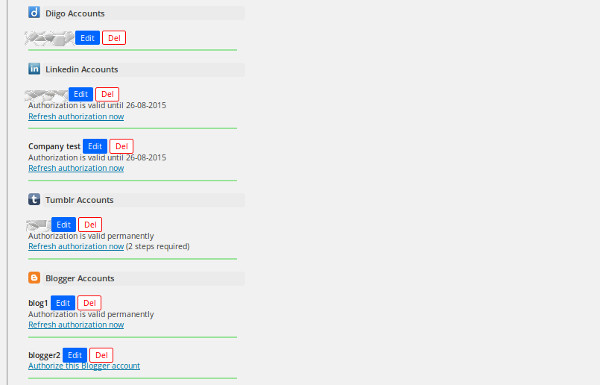 Diigo Accounts
Edit Del
Linkedin Accounts
Edit Del
Authorization is valid until 26-08-2015
Refresh authorization now
Company test Edit Del
Authorization is valid until 26-08-2015
Refresh authorization now
Tumblr Accounts
Edit Del
Authorization is valid permanently
Refresh authorization now (2 steps required)
Blogger Accounts
blog1 Edit Del
Authorization is valid permanently
Refresh authorization now
blogger2 Edit Del
Authorize this Blogger account